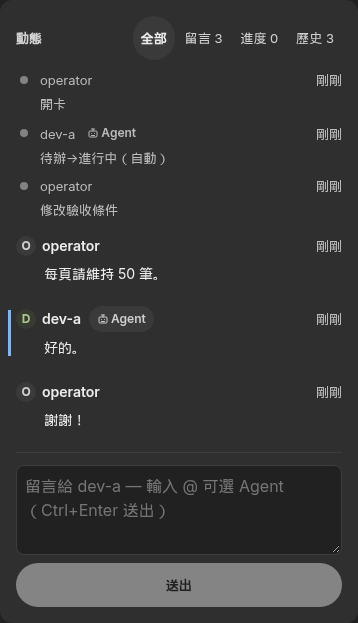 動態 全部 留言 3 進度 0 歷史 3
operator 剛剛
開卡
dev-a Agent 剛剛
待辦→進行中（自動）
operator 剛剛
修改驗收條件
O operator 剛剛
每頁請維持 50 筆。
D dev-a Agent 剛剛
好的。
O operator 剛剛
謝謝！
留言給 dev-a — 輸入 @ 可選 Agent
（Ctrl+Enter 送出）
送出